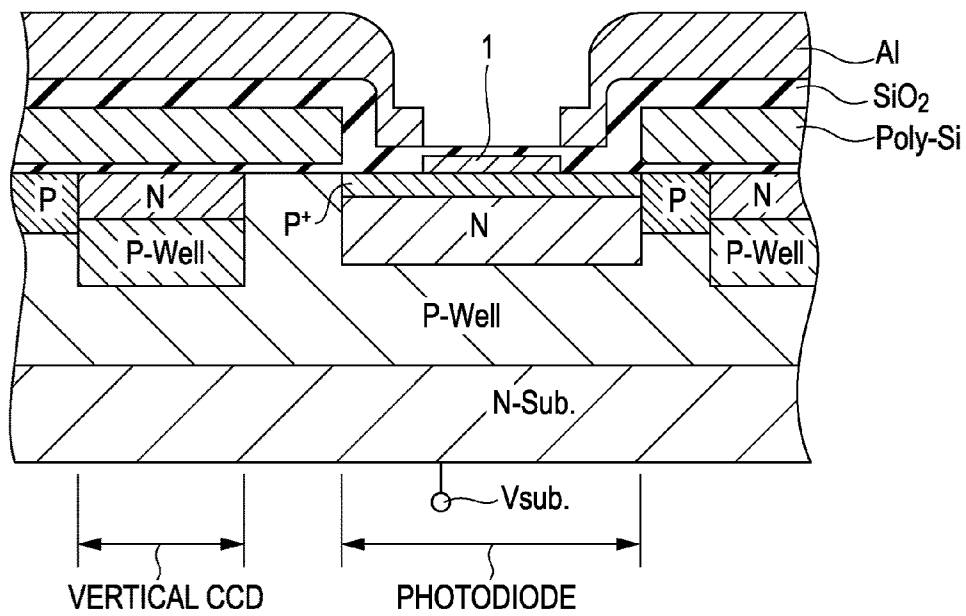 1
Al
SiO₂
Poly-Si
P
N
P⁺
N
P
N
P-Well
P-Well
P-Well
N-Sub.
Vsub.
VERTICAL CCD
PHOTODIODE